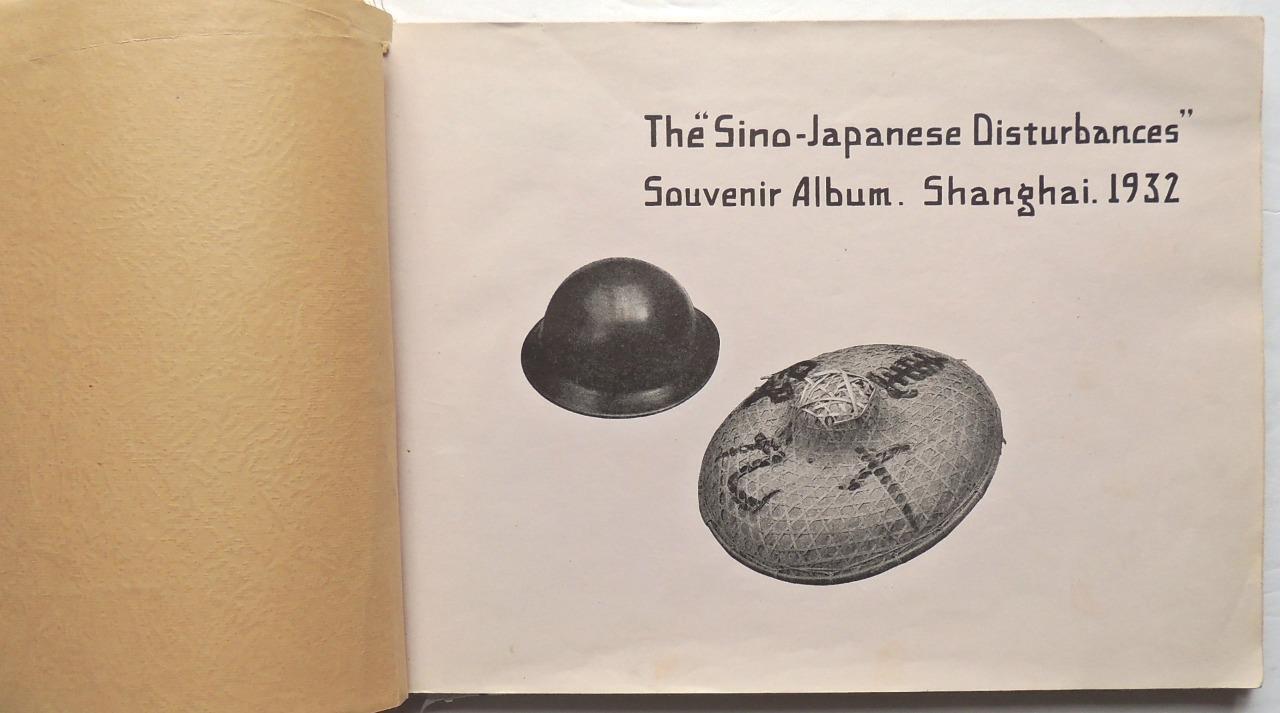 The “Sino-Japanese Disturbances”
Souvenir Album. Shanghai. 1932